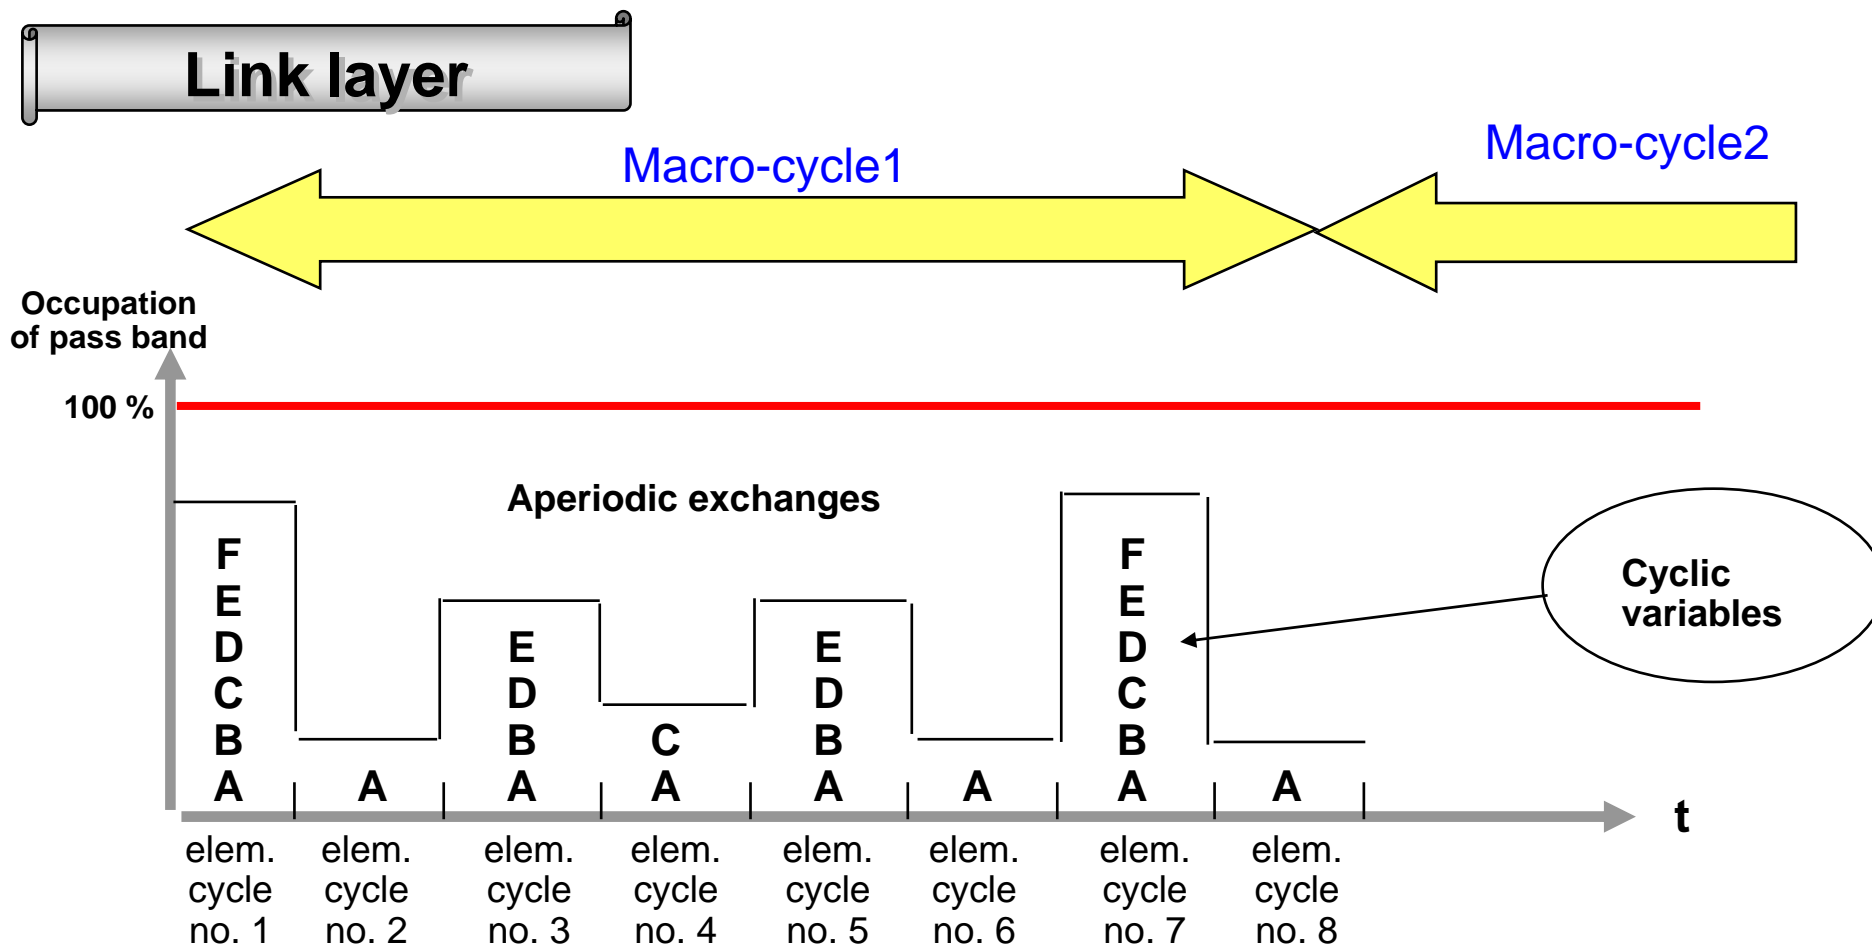 Link layer
Macro-cycle1
Macro-cycle2
Occupation
of pass band
100 %
Aperiodic exchanges
Cyclic
variables
F
E
D
C
B
A
A
E
D
B
A
C
A
E
D
B
A
A
F
E
D
C
B
A
A
t
elem.
cycle
no. 1
elem.
cycle
no. 2
elem.
cycle
no. 3
elem.
cycle
no. 4
elem.
cycle
no. 5
elem.
cycle
no. 6
elem.
cycle
no. 7
elem.
cycle
no. 8